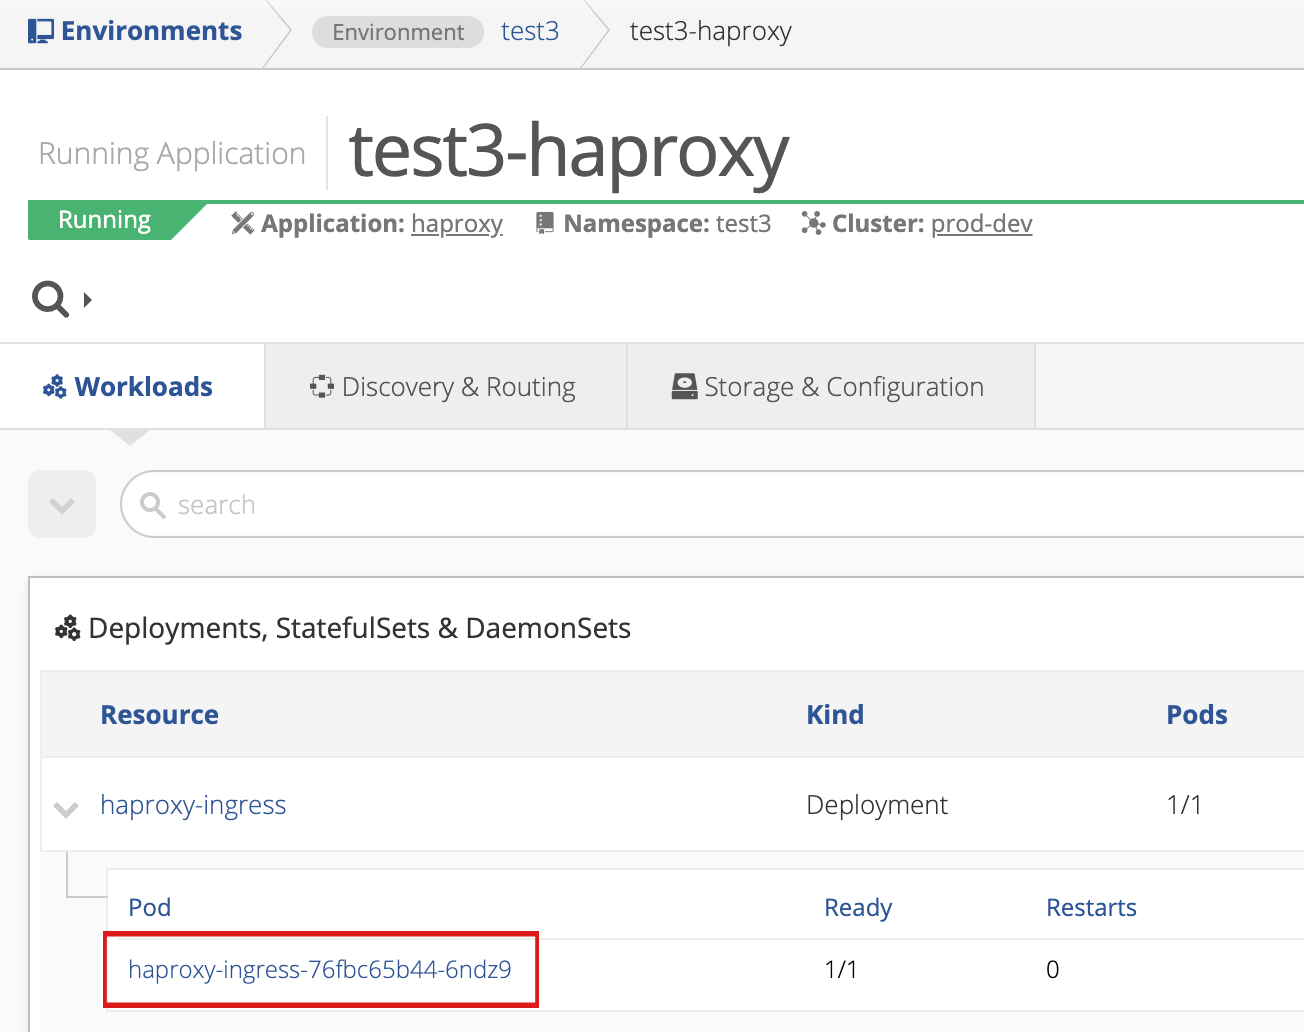 Environments Environment test3 test3-haproxy
Running Application test3-haproxy
Running Application: haproxy Namespace: test3 Cluster: prod-dev
Workloads Discovery & Routing Storage & Configuration
search
Deployments, StatefulSets & DaemonSets
Resource Kind Pods
haproxy-ingress Deployment 1/1
Pod Ready Restarts
haproxy-ingress-76fbc65b44-6ndz9 1/1 0